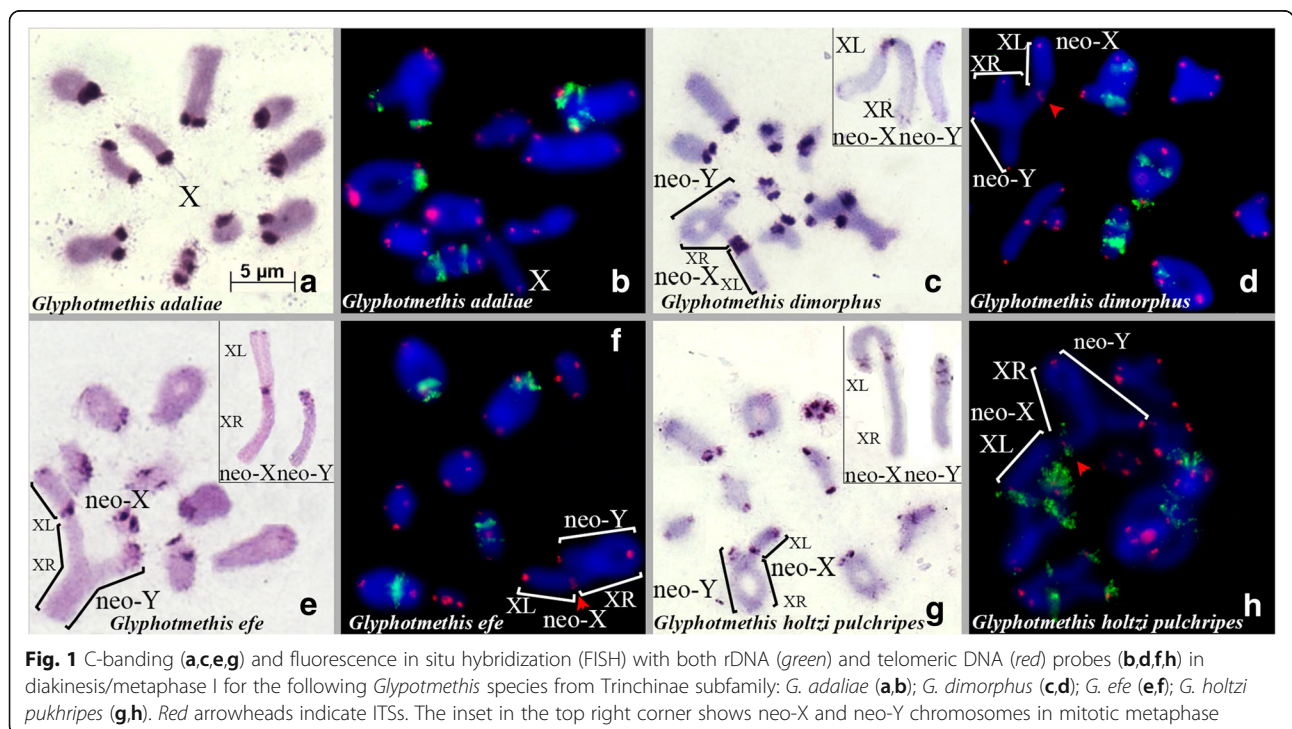 X
5 µm
a
Glyphotmethis adaliae
X
b
Glyphotmethis adaliae
XL
XR
neo-X neo-Y
neo-Y
XR
neo-X XL
c
Glyphotmethis dimorphus
XL neo-X
XR
neo-Y
d
Glyphotmethis dimorphus
XL
XR
neo-X neo-Y
neo-X
XL
XR
neo-Y
e
Glyphotmethis efe
f
neo-Y
XL
XR
neo-X
Glyphotmethis efe
XL
XR
neo-X neo-Y
XL
neo-Y
neo-X
XR
g
Glyphotmethis holtzi pulchripes
neo-Y
XR
neo-X
XL
h
Glyphotmethis holtzi pulchripes
Fig. 1 C-banding (a,c,e,g) and fluorescence in situ hybridization (FISH) with both rDNA (green) and telomeric DNA (red) probes (b,d,f,h) in
diakinesis/metaphase I for the following Glypotmethis species from Trinchinae subfamily: G. adaliae (a,b); G. dimorphus (c,d); G. efe (e,f); G. holtzi
pukhripes (g,h). Red arrowheads indicate ITSs. The inset in the top right corner shows neo-X and neo-Y chromosomes in mitotic metaphase